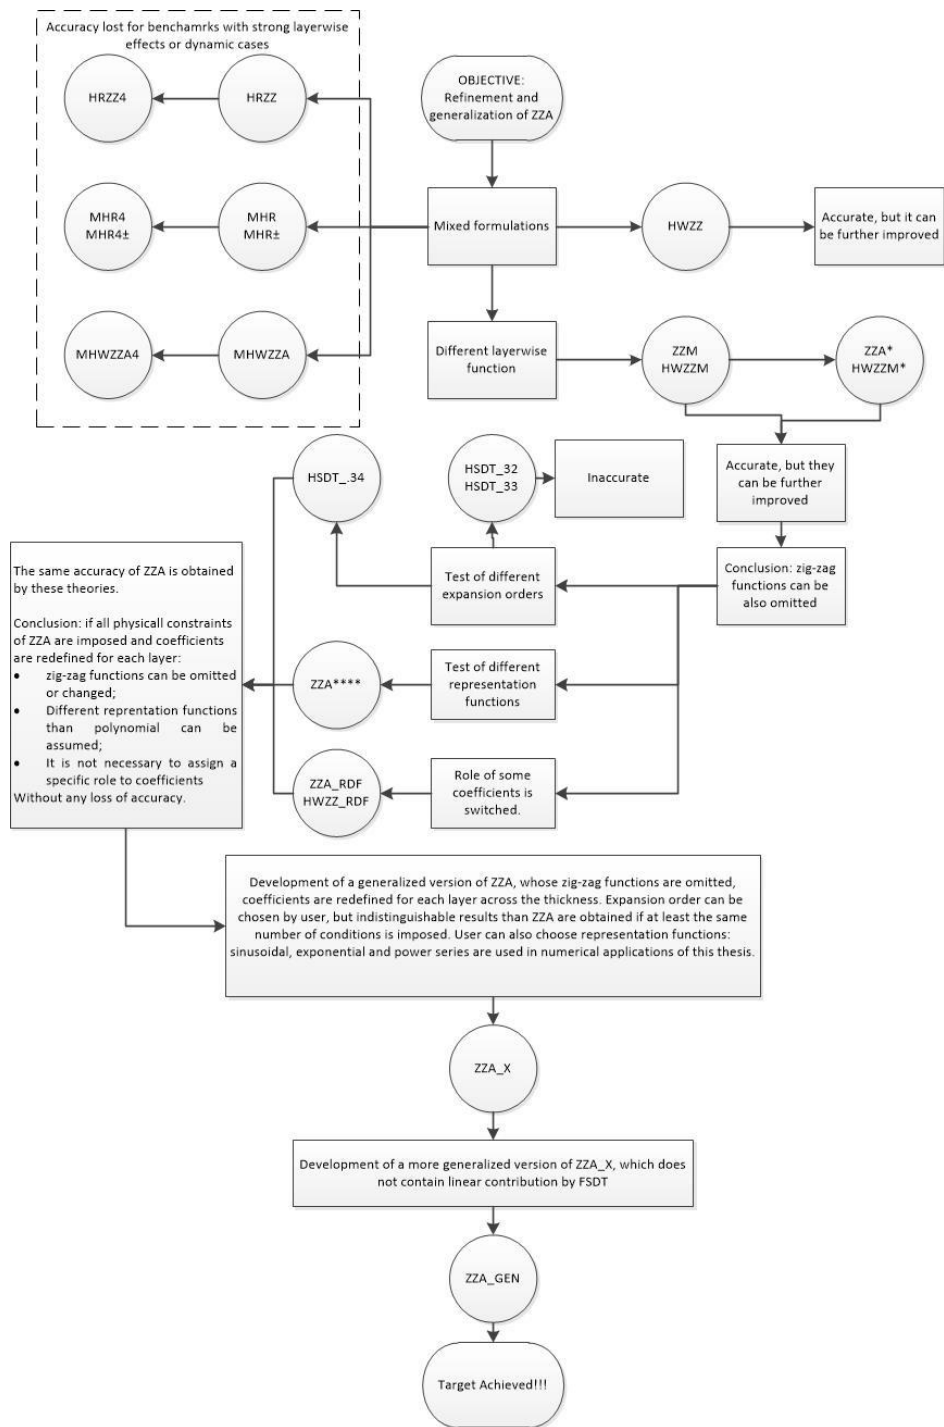 Accuracy lost for benchamrks with strong layerwise
effects or dynamic cases
HRZZ4
HRZZ
OBJECTIVE:
Refinement and
generalization of ZZA
MHR4
MHR4±
MHR
MHR±
Mixed formulations
HWZZ
Accurate, but it can
be further improved
MHWZZA4
MHWZZA
Different layerwise
function
ZZM
HWZZM
ZZA*
HWZZM*
HSDT_.34
HSDT_32
HSDT_33
Inaccurate
Accurate, but they
can be further
improved
Test of different
expansion orders
Conclusion: zig-zag
functions can be
also omitted
The same accuracy of ZZA is obtained
by these theories.
Conclusion: if all physicall constraints
of ZZA are imposed and coefficients
are redefined for each layer:
● zig-zag functions can be omitted
or changed;
● Different reprentation functions
than polynomial can be
assumed;
● It is not necessary to assign a
specific role to coefficients
Without any loss of accuracy.
ZZA****
Test of different
representation
functions
ZZA_RDF
HWZZ_RDF
Role of some
coefficients is
switched.
Development of a generalized version of ZZA, whose zig-zag functions are omitted,
coefficients are redefined for each layer across the thickness. Expansion order can be
chosen by user, but indistinguishable results than ZZA are obtained if at least the same
number of conditions is imposed. User can also choose representation functions:
sinusoidal, exponential and power series are used in numerical applications of this thesis.
ZZA_X
Development of a more generalized version of ZZA_X, which does
not contain linear contribution by FSDT
ZZA_GEN
Target Achieved!!!